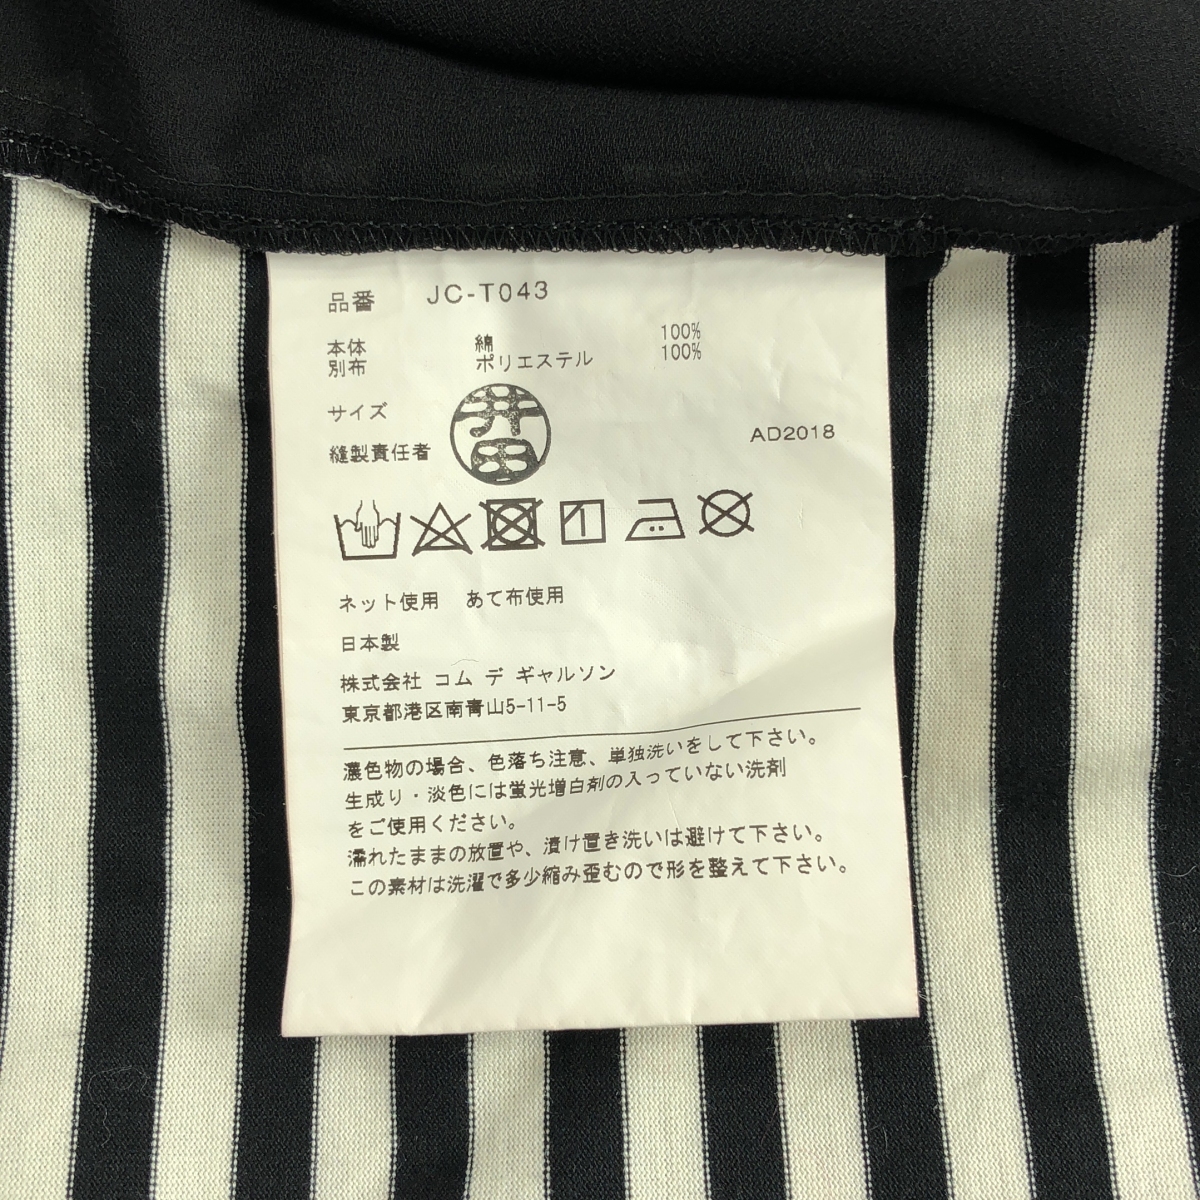 品番 JC-T043
本体 綿 100%
別布 ポリエステル 100%
サイズ
縫製責任者 井田 AD2018
ネット使用 あて布使用
日本製
株式会社 コム デ ギャルソン
東京都港区南青山5-11-5
濃色物の場合、色落ち注意、単独洗いをして下さい。
生成り・淡色には蛍光増白剤の入っていない洗剤
をご使用ください。
濡れたままの放置や、漬け置き洗いは避けて下さい。
この素材は洗濯で多少縮み歪むので形を整えて下さい。